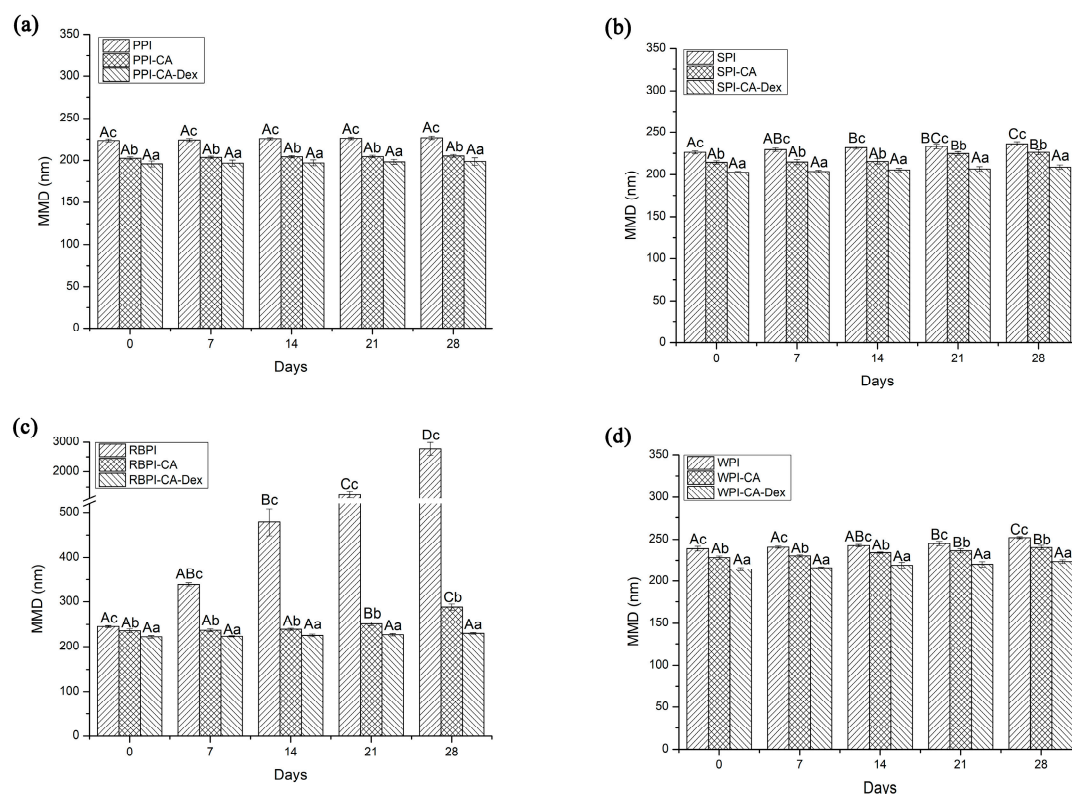 (a)
PPI
PPI-CA
PPI-CA-Dex
350
300
250
200
150
100
50
0
MMD (nm)
Ac Ab Aa Ac Ab Aa Ac Ab Aa Ac Ab Aa Ac Ab Aa
0 7 14 21 28
Days
(b)
SPI
SPI-CA
SPI-CA-Dex
350
300
250
200
150
100
50
0
MMD (nm)
Ac Ab Aa ABc Ab Aa Bc Ab Aa BCc Bb Aa Cc Bb Aa
0 7 14 21 28
Days
(c)
RBPI
RBPI-CA
RBPI-CA-Dex
3000
2000
500
400
300
200
100
0
MMD (nm)
Ac Ab Aa ABc Ab Aa Bc Ab Aa Cc Bb Aa Dc Cb Aa
0 7 14 21 28
Days
(d)
WPI
WPI-CA
WPI-CA-Dex
350
300
250
200
150
100
50
0
MMD (nm)
Ac Ab Aa Ac Ab Aa ABc Ab Aa Bc Bb Aa Cc Bb Aa
0 7 14 21 28
Days